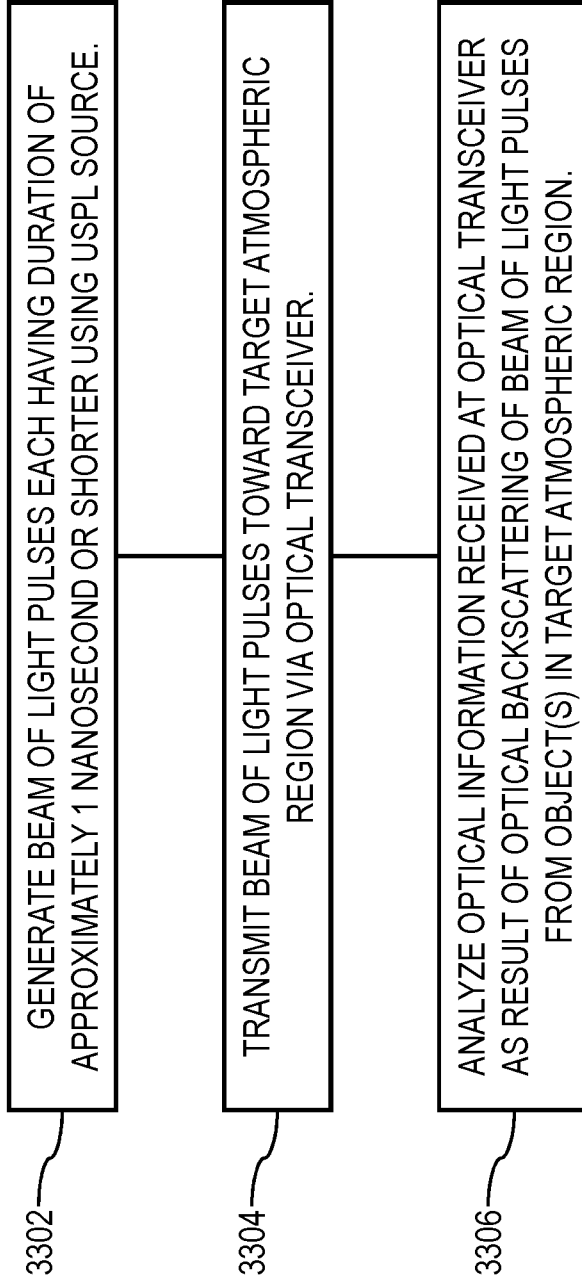 3302
GENERATE BEAM OF LIGHT PULSES EACH HAVING DURATION OF
APPROXIMATELY 1 NANOSECOND OR SHORTER USING USPL SOURCE.
3304
TRANSMIT BEAM OF LIGHT PULSES TOWARD TARGET ATMOSPHERIC
REGION VIA OPTICAL TRANSCEIVER.
3306
ANALYZE OPTICAL INFORMATION RECEIVED AT OPTICAL TRANSCEIVER
AS RESULT OF OPTICAL BACKSCATTERING OF BEAM OF LIGHT PULSES
FROM OBJECT(S) IN TARGET ATMOSPHERIC REGION.